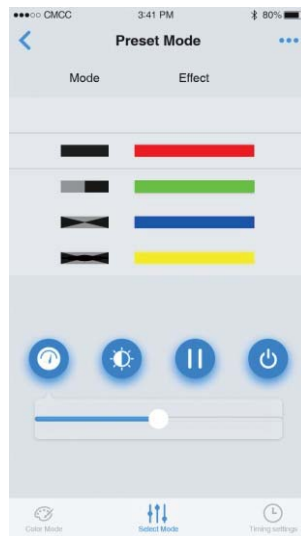 CMCC 3:41 PM 80%
Preset Mode
Mode Effect
Color Mode Select Mode Timing settings